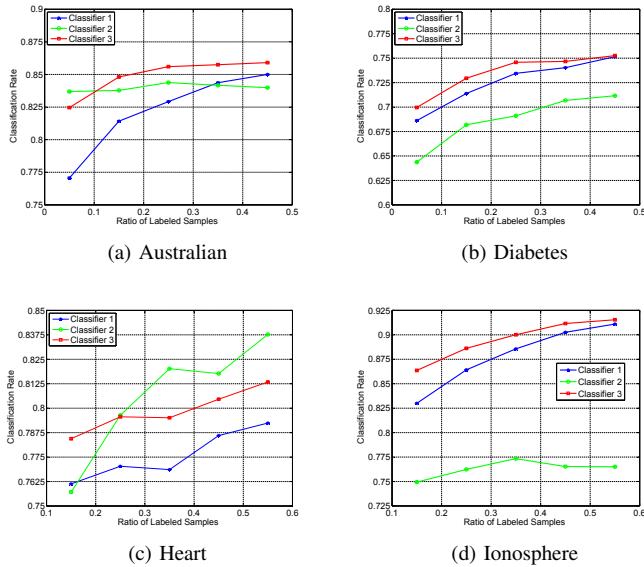 0.9
0.875
0.85
0.825
0.8
0.775
0.75
Classification Rate
Classifier 1
Classifier 2
Classifier 3
0 0.1 0.2 0.3 0.4 0.5
Ratio of Labeled Samples
(a) Australian
0.8
0.75
0.7
0.65
0.6
Classification Rate
Classifier 1
Classifier 2
Classifier 3
0 0.1 0.2 0.3 0.4 0.5
Ratio of Labeled Samples
(b) Diabetes
0.85
0.8375
0.825
0.8125
0.8
0.7875
0.775
0.7625
0.75
Classification Rate
Classifier 1
Classifier 2
Classifier 3
0.1 0.2 0.3 0.4 0.5 0.6
Ratio of Labeled Samples
(c) Heart
0.925
0.9
0.875
0.85
0.825
0.8
0.775
0.75
0.725
Classification Rate
Classifier 1
Classifier 2
Classifier 3
0.1 0.2 0.3 0.4 0.5 0.6
Ratio of Labeled Samples
(d) Ionosphere